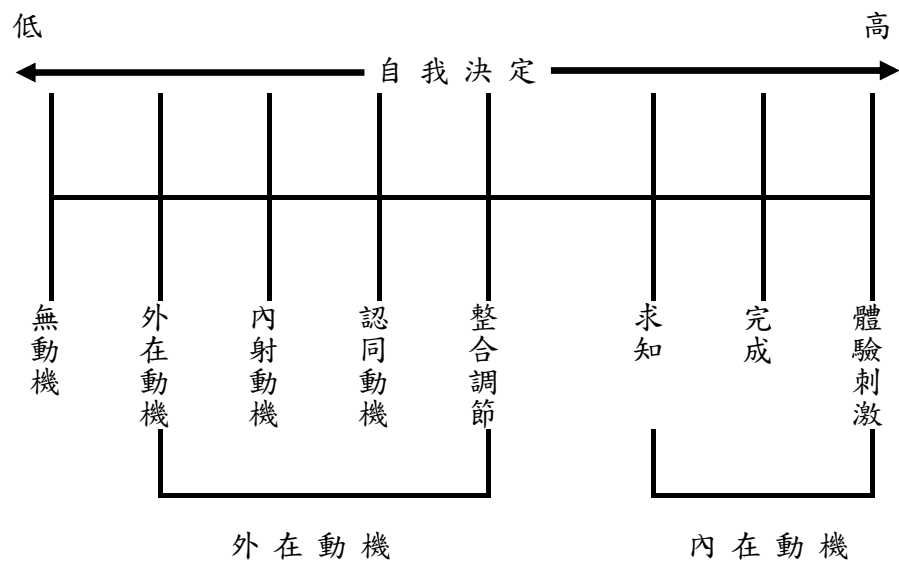 低
高
自我決定
無動機
外在動機
內射動機
認同動機
整合調節
求知
完成
體驗刺激
外在動機
內在動機